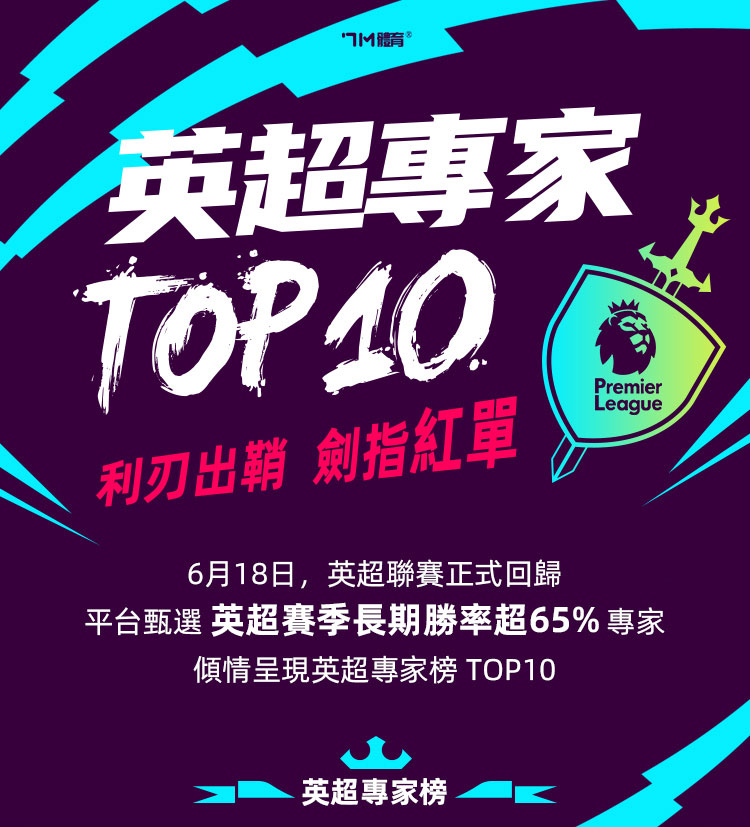 7M體育®
英超專家
TOP10
Premier
League
利刃出鞘 劍指紅單
6月18日，英超聯賽正式回歸
平台甄選 英超賽季長期勝率超65% 專家
傾情呈現英超專家榜 TOP10
英超專家榜